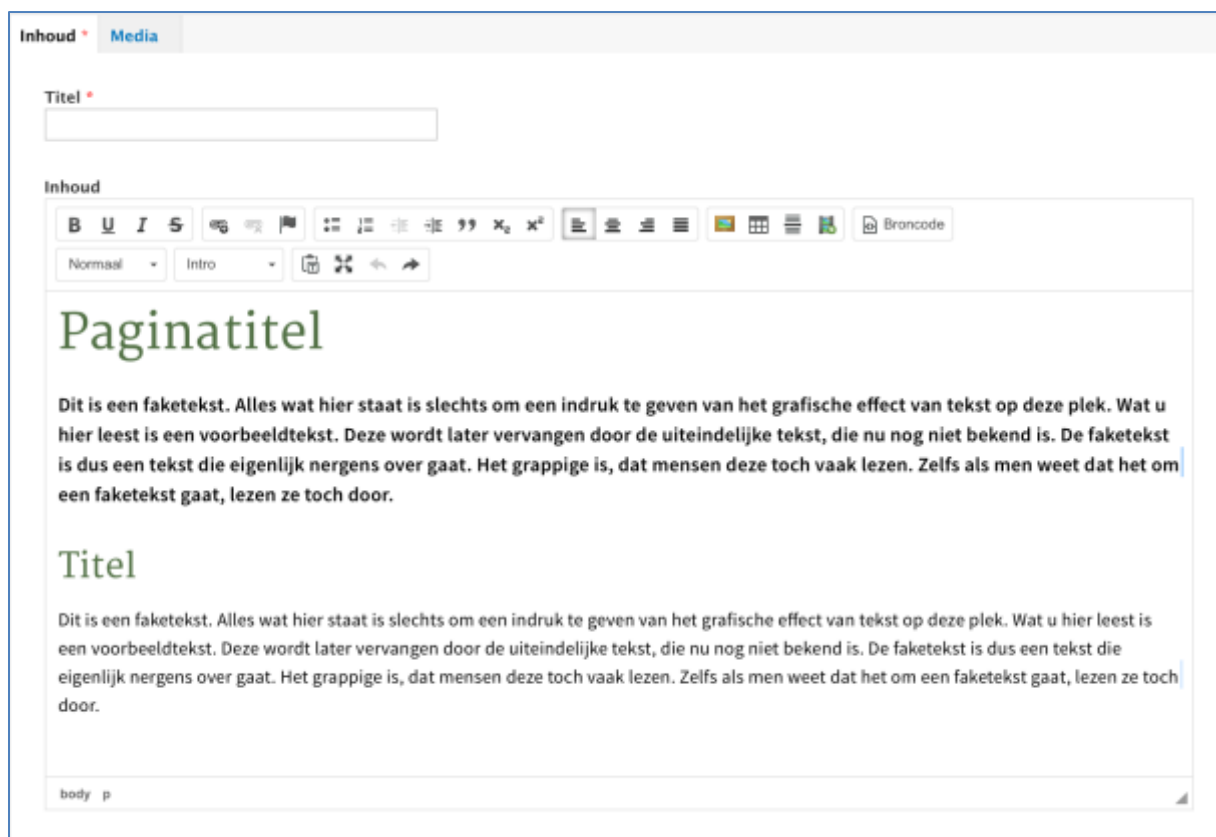 Inhoud * Media
Titel *
Inhoud
B U I S x₂ x² Broncode
Normaal Intro
Paginatitel
Dit is een faketekst. Alles wat hier staat is slechts om een indruk te geven van het grafische effect van tekst op deze plek. Wat u
hier leest is een voorbeeldtekst. Deze wordt later vervangen door de uiteindelijke tekst, die nu nog niet bekend is. De faketekst
is dus een tekst die eigenlijk nergens over gaat. Het grappige is, dat mensen deze toch vaak lezen. Zelfs als men weet dat het om
een faketekst gaat, lezen ze toch door.
Titel
Dit is een faketekst. Alles wat hier staat is slechts om een indruk te geven van het grafische effect van tekst op deze plek. Wat u hier leest is
een voorbeeldtekst. Deze wordt later vervangen door de uiteindelijke tekst, die nu nog niet bekend is. De faketekst is dus een tekst die
eigenlijk nergens over gaat. Het grappige is, dat mensen deze toch vaak lezen. Zelfs als men weet dat het om een faketekst gaat, lezen ze toch
door.
body p